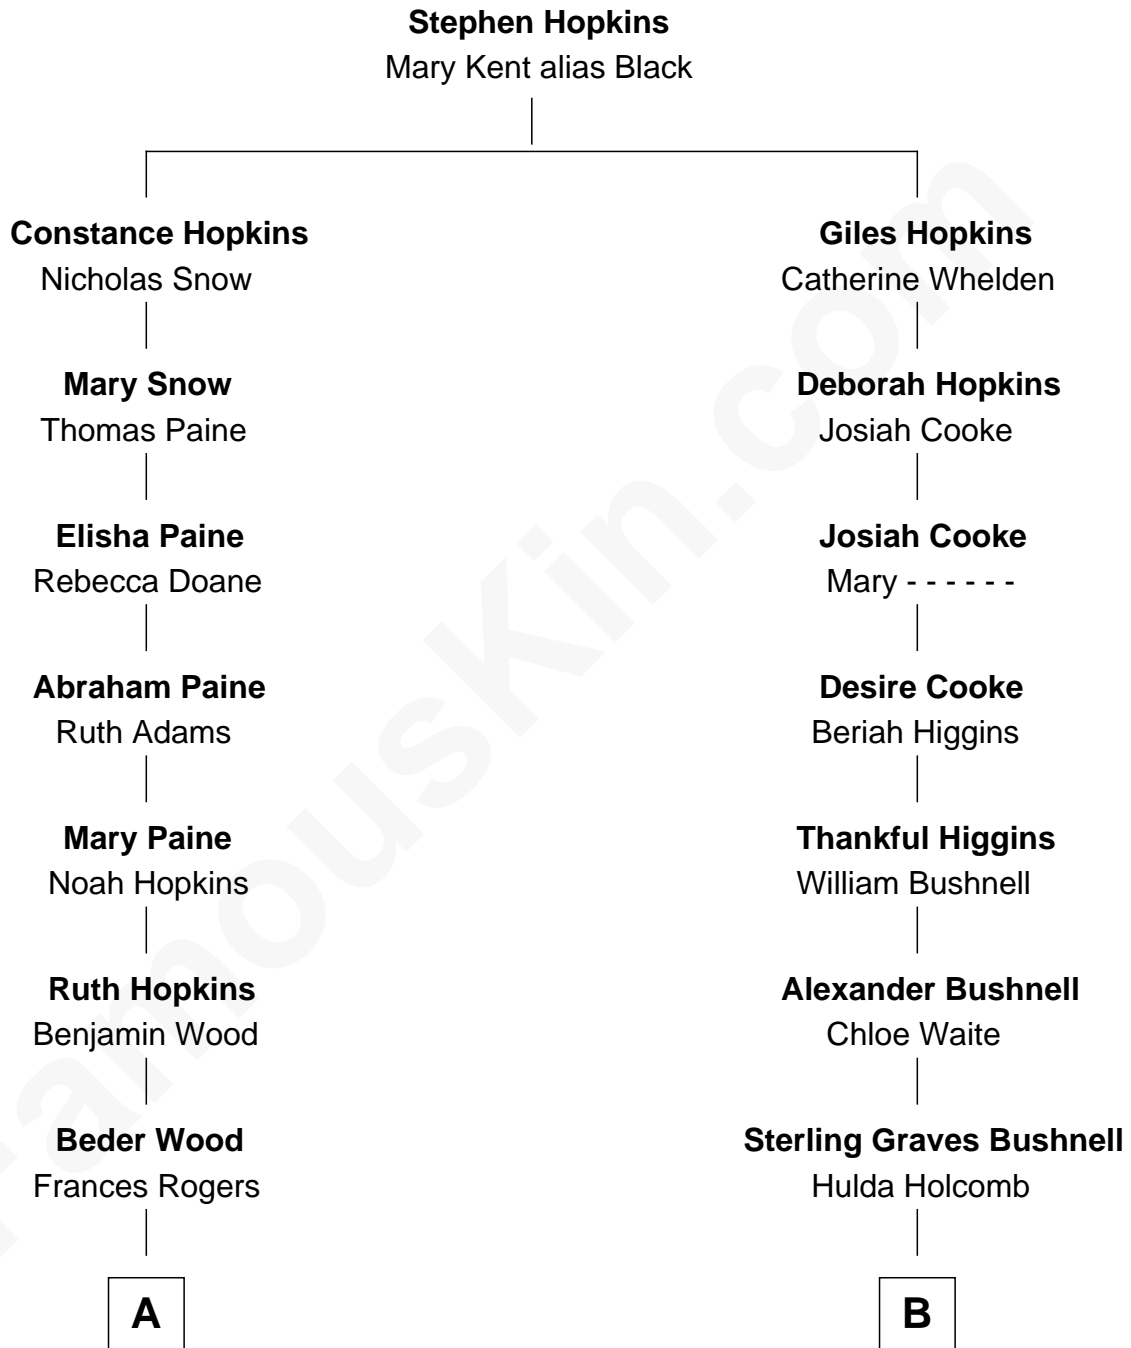 Stephen Hopkins
Mary Kent alias Black
Constance Hopkins
Nicholas Snow
Giles Hopkins
Catherine Whelden
Mary Snow
Thomas Paine
Deborah Hopkins
Josiah Cooke
Elisha Paine
Rebecca Doane
Josiah Cooke
Mary - - - - - -
Abraham Paine
Ruth Adams
Desire Cooke
Beriah Higgins
Mary Paine
Noah Hopkins
Thankful Higgins
William Bushnell
Ruth Hopkins
Benjamin Wood
Alexander Bushnell
Chloe Waite
Beder Wood
Frances Rogers
Sterling Graves Bushnell
Hulda Holcomb
A
B
FamousKin.com